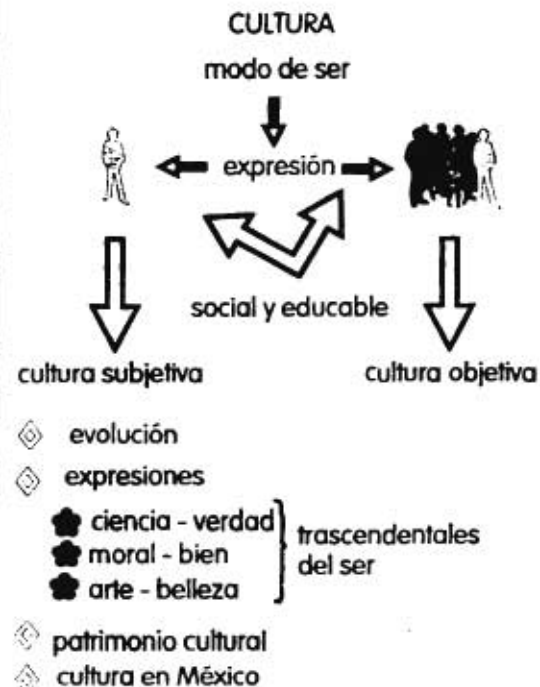 CULTURA
modo de ser
expresión
social y educable
cultura subjetiva
cultura objetiva
evolución
expresiones
ciencia - verdad
moral - bien
arte - belleza
trascendentales
del ser
patrimonio cultural
cultura en México